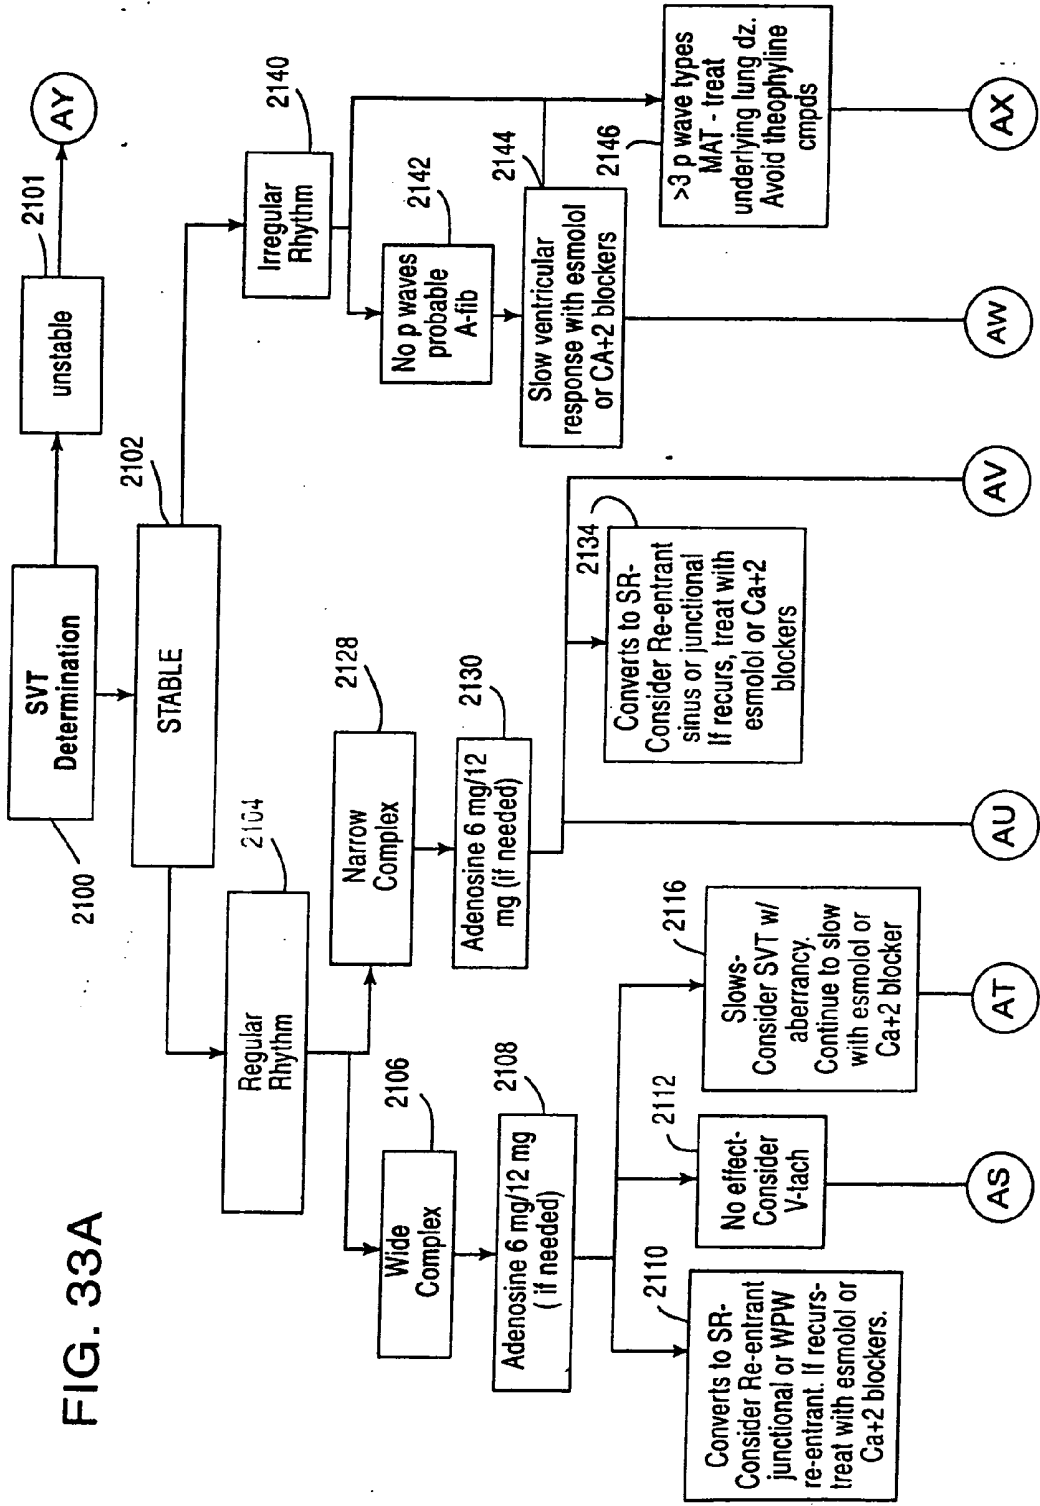 FIG. 33A
SVT
Determination
2100
unstable
2101
AY
STABLE
2102
Regular
Rhythm
2104
Irregular
Rhythm
2140
Wide
Complex
2106
Narrow
Complex
2128
No p waves
probable
A-fib
2142
Adenosine 6 mg/12 mg
( if needed)
2108
Adenosine 6 mg/12
mg (if needed)
2130
Slow ventricular
response with esmolol
or CA+2 blockers
2144
Converts to SR-
Consider Re-entrant
junctional or WPW
re-entrant. If recurs-
treat with esmolol or
Ca+2 blockers.
2110
No effect-
Consider
V-tach
2112
Slows-
Consider SVT w/
aberrancy.
Continue to slow
with esmolol or
Ca+2 blocker
2116
Converts to SR-
Consider Re-entrant
sinus or junctional
If recurs, treat with
esmolol or Ca+2
blockers
2134
>3 p wave types
MAT - treat
underlying lung dz.
Avoid theophyline
cmpds
2146
AS
AT
AU
AV
AW
AX